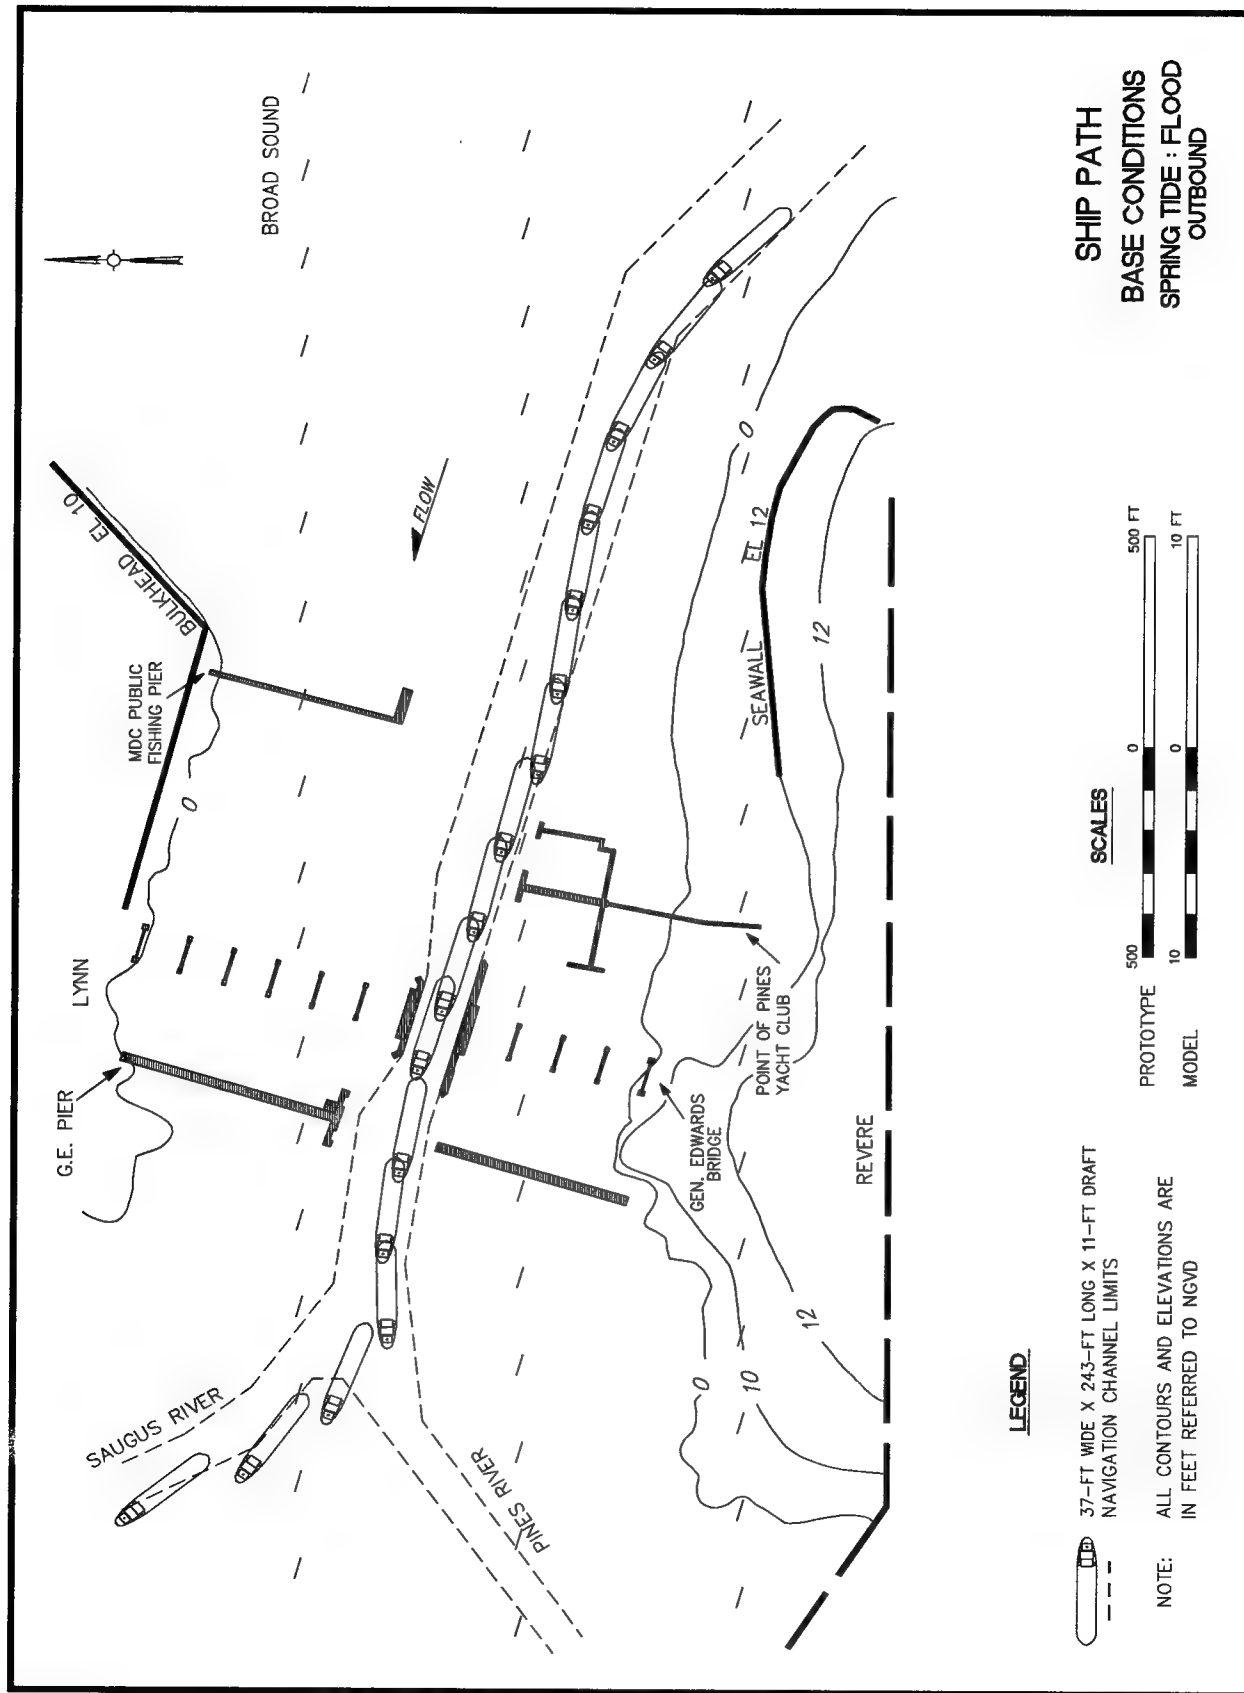 BROAD SOUND
BULKHEAD EL 10
MDC PUBLIC
FISHING PIER
FLOW
LYNN
G.E. PIER
0
SAUGUS RIVER
PINES RIVER
0
SEAWALL EL 12
12
POINT OF PINES
YACHT CLUB
GEN. EDWARDS
BRIDGE
0
10
12
REVERE
SHIP PATH
BASE CONDITIONS
SPRING TIDE : FLOOD
OUTBOUND
SCALES
PROTOTYPE 500 0 500 FT
MODEL 10 0 10 FT
LEGEND
37-FT WIDE X 243-FT LONG X 11-FT DRAFT
NAVIGATION CHANNEL LIMITS
NOTE: ALL CONTOURS AND ELEVATIONS ARE
IN FEET REFERRED TO NGVD